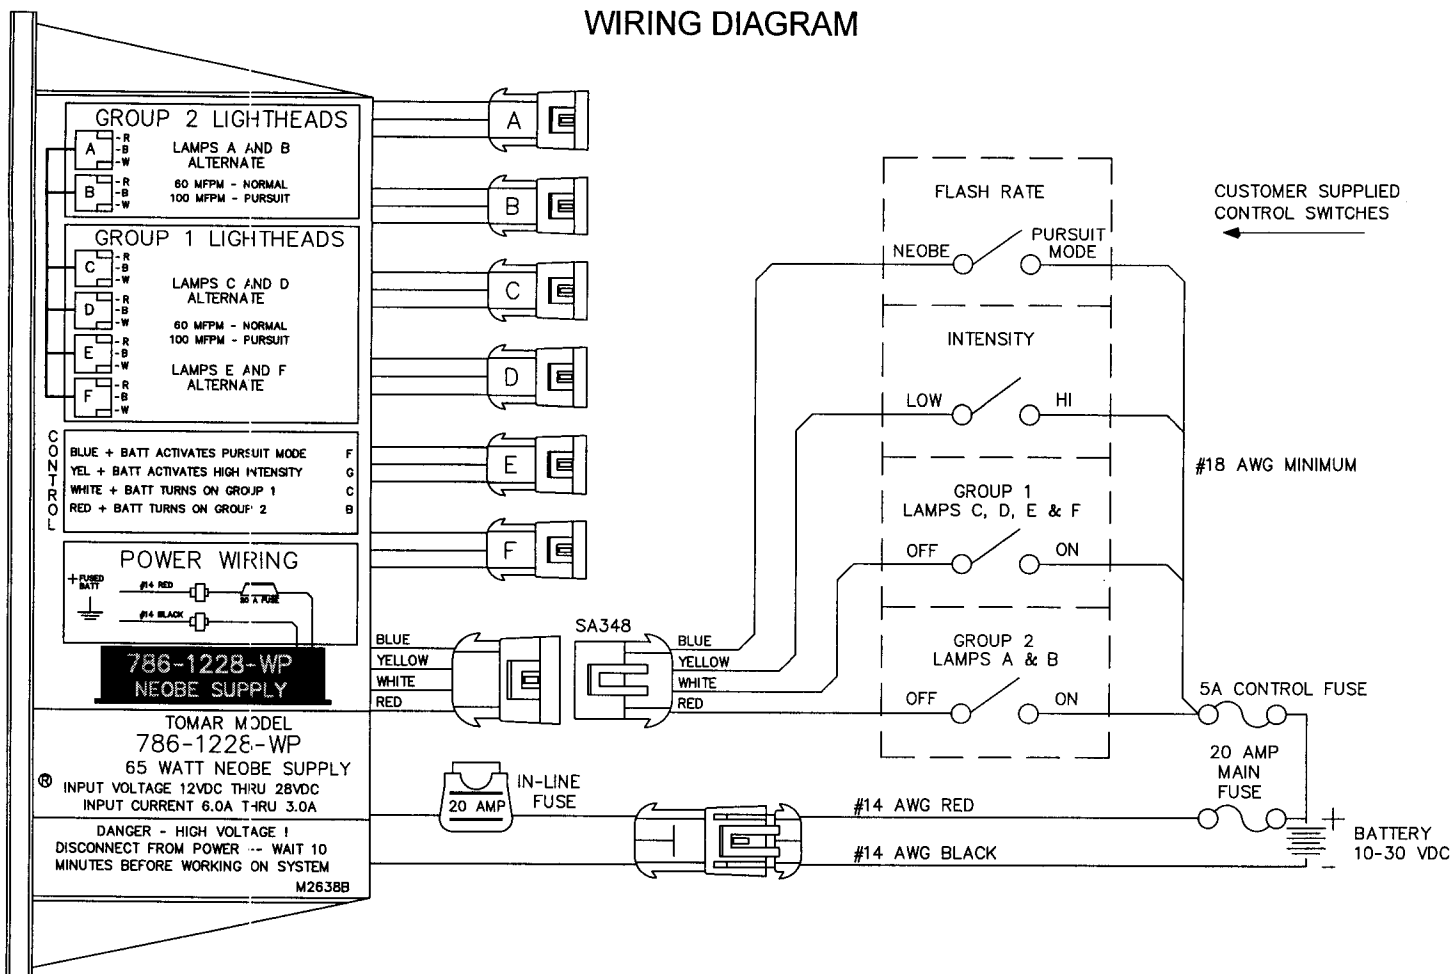 WIRING DIAGRAM
GROUP 2 LIGHTHEADS
A
-R
-B
-W
LAMPS A AND B
ALTERNATE
B
-R
-B
-W
60 MFPM - NORMAL
100 MFPM - PURSUIT
GROUP 1 LIGHTHEADS
C
-R
-B
-W
D
-R
-B
-W
E
-R
-B
-W
F
-R
-B
-W
LAMPS C AND D
ALTERNATE
60 MFPM - NORMAL
100 MFPM - PURSUIT
LAMPS E AND F
ALTERNATE
CONTROL
BLUE + BATT ACTIVATES PURSUIT MODE F
YEL + BATT ACTIVATES HIGH INTENSITY G
WHITE + BATT TURNS ON GROUP 1 C
RED + BATT TURNS ON GROUP 2 B
POWER WIRING
+ FUSED
BATT
#14 RED
20 A FUSE
#14 BLACK
786-1228-WP
NEOBE SUPPLY
TOMAR MODEL
786-1228-WP
65 WATT NEOBE SUPPLY
®
INPUT VOLTAGE 12VDC THRU 28VDC
INPUT CURRENT 6.0A THRU 3.0A
DANGER - HIGH VOLTAGE !
DISCONNECT FROM POWER -- WAIT 10
MINUTES BEFORE WORKING ON SYSTEM
M2638B
A
B
C
D
E
F
BLUE
YELLOW
WHITE
RED
SA348
BLUE
YELLOW
WHITE
RED
FLASH RATE
NEOBE
PURSUIT
MODE
INTENSITY
LOW
HI
GROUP 1
LAMPS C, D, E & F
OFF
ON
GROUP 2
LAMPS A & B
OFF
ON
CUSTOMER SUPPLIED
CONTROL SWITCHES
#18 AWG MINIMUM
5A CONTROL FUSE
20 AMP
MAIN
FUSE
20 AMP
IN-LINE
FUSE
#14 AWG RED
#14 AWG BLACK
+
BATTERY
10-30 VDC
-